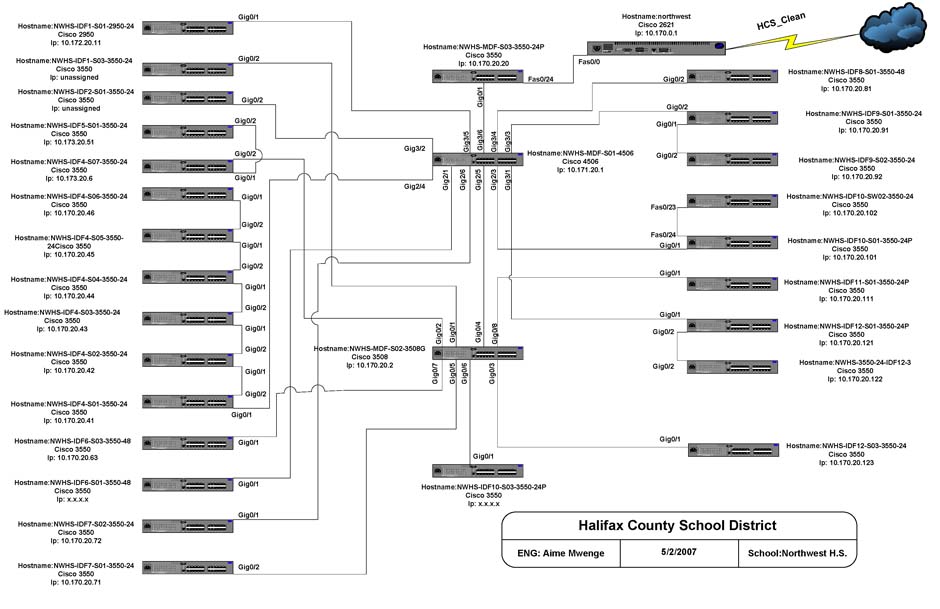 Hostname:NWHS-IDF1-S01-2950-24
Cisco 2950
Ip: 10.172.20.11
Gig0/1
Hostname:NWHS-IDF1-S03-3550-24
Cisco 3550
Ip: unassigned
Gig0/2
Hostname:NWHS-IDF2-S01-3550-24
Cisco 3550
Ip: unassigned
Gig0/2
Hostname:NWHS-IDF5-S01-3550-24
Cisco 3550
Ip: 10.173.20.51
Gig0/2
Hostname:NWHS-IDF4-S07-3550-24
Cisco 3550
Ip: 10.173.20.6
Gig0/2
Gig0/1
Hostname:NWHS-IDF4-S06-3550-24
Cisco 3550
Ip: 10.170.20.46
Gig0/1
Gig0/2
Hostname:NWHS-IDF4-S05-3550-
24Cisco 3550
Ip: 10.170.20.45
Gig0/1
Gig0/2
Hostname:NWHS-IDF4-S04-3550-24
Cisco 3550
Ip: 10.170.20.44
Gig0/1
Gig0/2
Hostname:NWHS-IDF4-S03-3550-24
Cisco 3550
Ip: 10.170.20.43
Gig0/1
Gig0/2
Hostname:NWHS-IDF4-S02-3550-24
Cisco 3550
Ip: 10.170.20.42
Gig0/1
Gig0/2
Hostname:NWHS-IDF4-S01-3550-24
Cisco 3550
Ip: 10.170.20.41
Gig0/1
Hostname:NWHS-IDF6-S03-3550-48
Cisco 3550
Ip: 10.170.20.63
Gig0/1
Hostname:NWHS-IDF6-S01-3550-48
Cisco 3550
Ip: x.x.x.x
Gig0/1
Hostname:NWHS-IDF7-S02-3550-24
Cisco 3550
Ip: 10.170.20.72
Gig0/1
Hostname:NWHS-IDF7-S01-3550-24
Cisco 3550
Ip: 10.170.20.71
Gig0/2
Hostname:NWHS-MDF-S03-3550-24P
Cisco 3550
Ip: 10.170.20.20
Fas0/24
Gig0/1
Hostname:northwest
Cisco 2621
Ip: 10.170.0.1
Fas0/0
HCS_Clean
Gig3/5
Gig3/6
Gig3/4
Gig3/3
Gig3/2
Gig2/4
Hostname:NWHS-MDF-S01-4506
Cisco 4506
Ip: 10.171.20.1
Gig2/1
Gig2/6
Gig2/5
Gig2/3
Gig3/1
Gig0/2
Gig0/1
Gig0/4
Gig0/8
Hostname:NWHS-MDF-S02-3508G
Cisco 3508
Ip: 10.170.20.2
Gig0/7
Gig0/5
Gig0/6
Gig0/3
Gig0/1
Hostname:NWHS-IDF10-S03-3550-24P
Cisco 3550
Ip: x.x.x.x
Gig0/2
Hostname:NWHS-IDF8-S01-3550-48
Cisco 3550
Ip: 10.170.20.81
Gig0/2
Gig0/1
Hostname:NWHS-IDF9-S01-3550-24
Cisco 3550
Ip: 10.170.20.91
Gig0/2
Hostname:NWHS-IDF9-S02-3550-24
Cisco 3550
Ip: 10.170.20.92
Fas0/23
Hostname:NWHS-IDF10-SW02-3550-24
Cisco 3550
Ip: 10.170.20.102
Fas0/24
Gig0/1
Hostname:NWHS-IDF10-S01-3550-24P
Cisco 3550
Ip: 10.170.20.101
Gig0/1
Hostname:NWHS-IDF11-S01-3550-24P
Cisco 3550
Ip: 10.170.20.111
Gig0/1
Gig0/2
Hostname:NWHS-IDF12-S01-3550-24P
Cisco 3550
Ip: 10.170.20.121
Gig0/2
Hostname:NWHS-3550-24-IDF12-3
Cisco 3550
Ip: 10.170.20.122
Gig0/1
Hostname:NWHS-IDF12-S03-3550-24
Cisco 3550
Ip: 10.170.20.123
Halifax County School District
ENG: Aime Mwenge
5/2/2007
School:Northwest H.S.